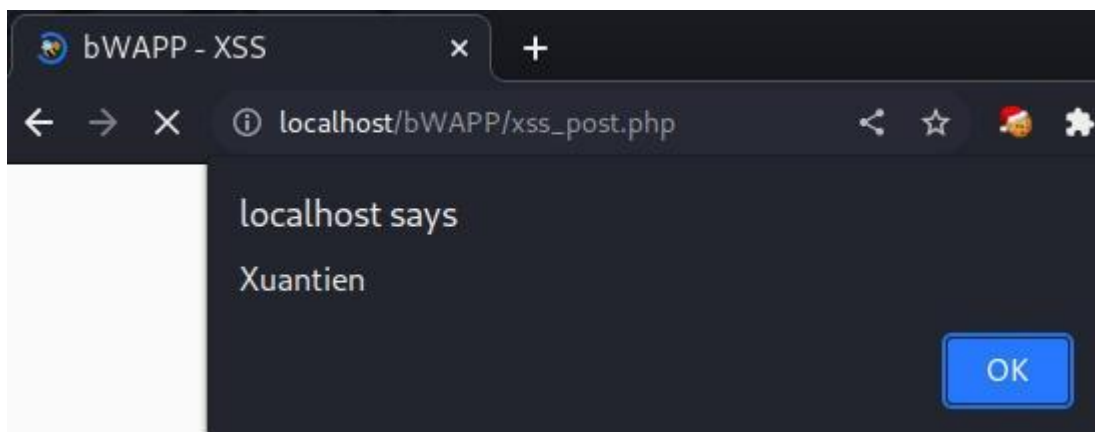 bWAPP - XSS
localhost/bWAPP/xss_post.php
localhost says
Xuantien
OK